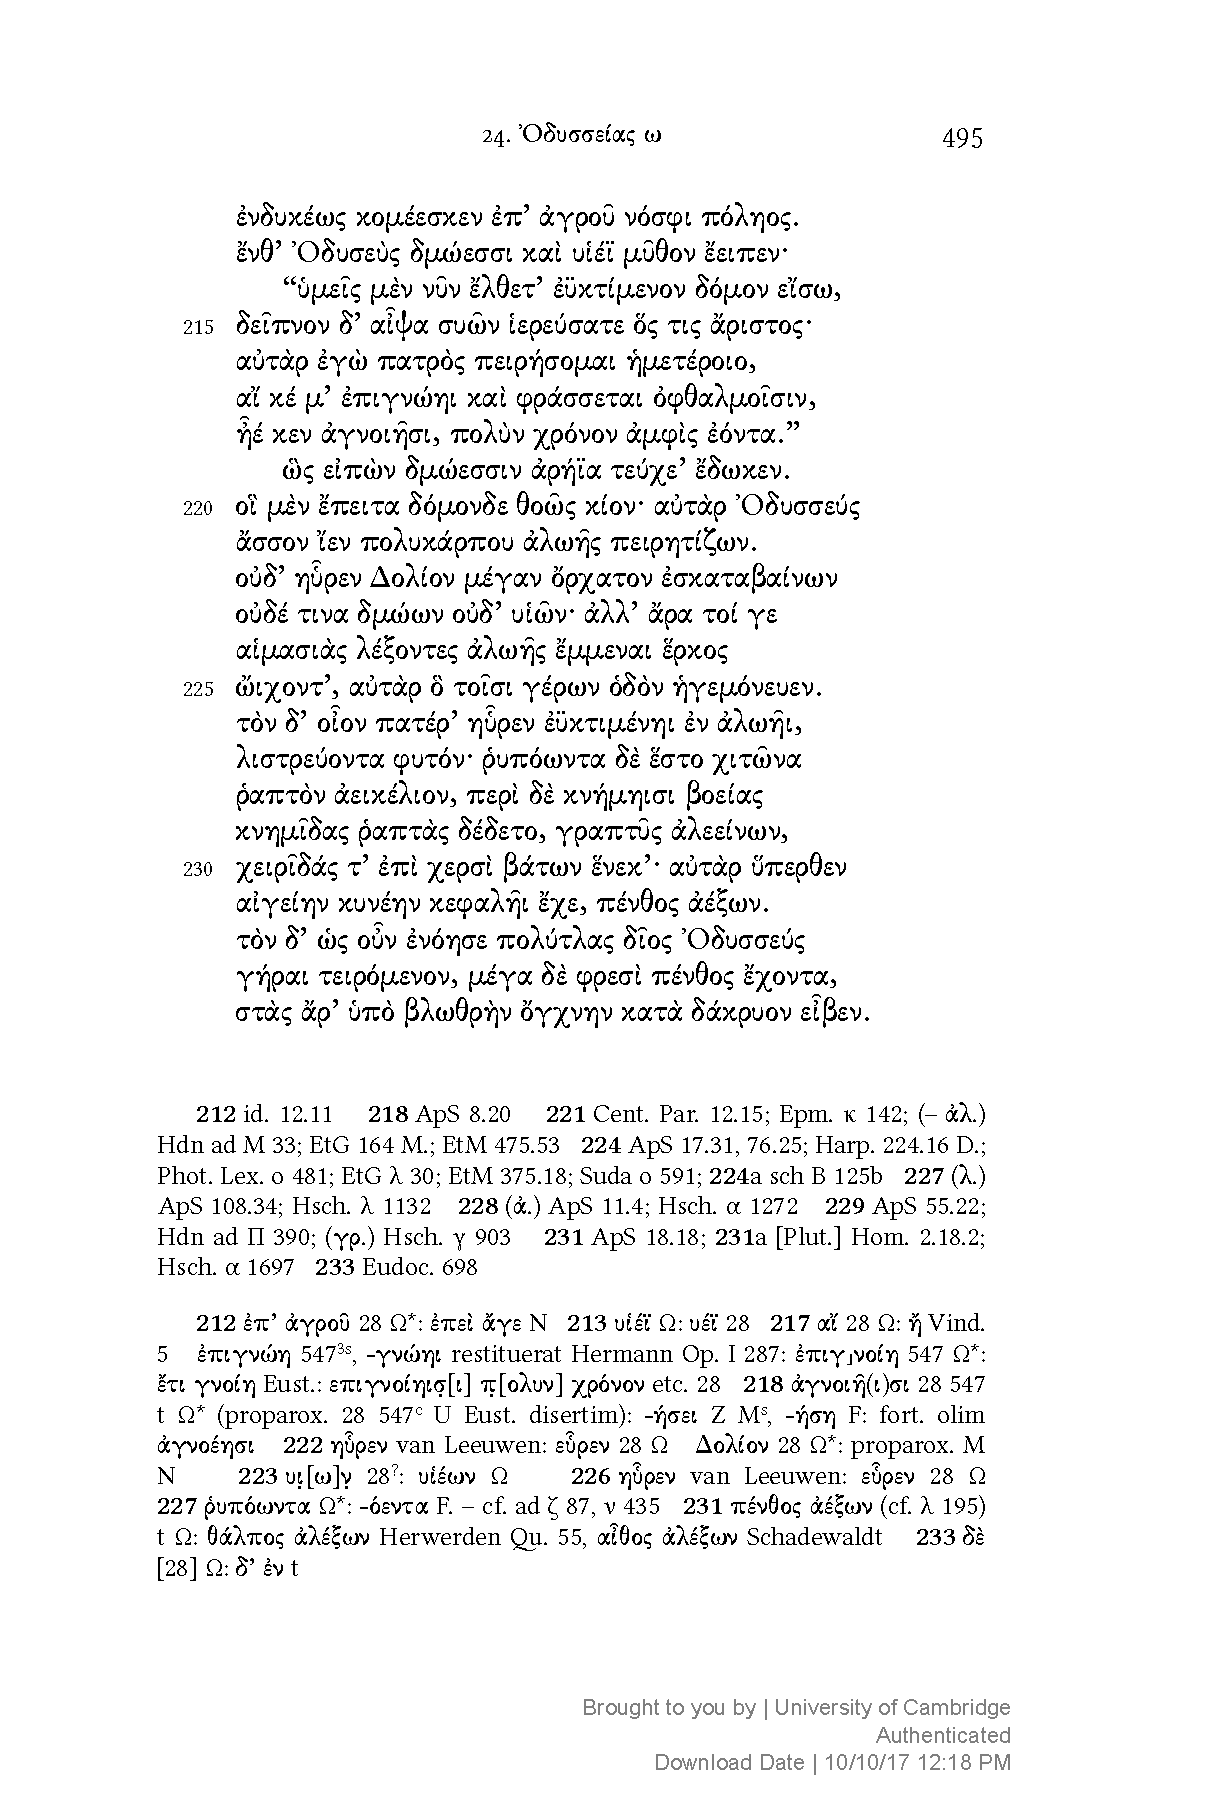 24. Ὀδυσσείας ω 495
ἐνδυκέως κομέεσκεν ἐπ’ ἀγροῦ νόσφι πόληος.
ἔνθ’ Ὀδυσεὺς δμώεσσι καὶ υἱέϊ μῦθον ἔειπεν·
“ὑμεῖς μὲν νῦν ἔλθετ’ ἐϋκτίμενον δόμον εἴσω,
215 δεῖπνον δ’ αἶψα συῶν ἱερεύσατε ὅς τις ἄριστος·
αὐτὰρ ἐγὼ πατρὸς πειρήσομαι ἡμετέροιο,
αἴ κέ μ’ ἐπιγνώηι καὶ φράσσεται ὀφθαλμοῖσιν,
ἦέ κεν ἀγνοιῆσι, πολὺν χρόνον ἀμφὶς ἐόντα.”
ὣς εἰπὼν δμώεσσιν ἀρήϊα τεύχε’ ἔδωκεν.
220 οἳ μὲν ἔπειτα δόμονδε θοῶς κίον· αὐτὰρ Ὀδυσσεύς
ἄσσον ἴεν πολυκάρπου ἀλωῆς πειρητίζων.
οὐδ’ ηὗρεν Δολίον μέγαν ὄρχατον ἐσκαταβαίνων
οὐδέ τινα δμώων οὐδ’ υἱῶν· ἀλλ’ ἄρα τοί γε
αἱμασιὰς λέξοντες ἀλωῆς ἔμμεναι ἕρκος
225 ὤιχοντ’, αὐτὰρ ὃ τοῖσι γέρων ὁδὸν ἡγεμόνευεν.
τὸν δ’ οἶον πατέρ’ ηὗρεν ἐϋκτιμένηι ἐν ἀλωῆι,
λιστρεύοντα φυτόν· ῥυπόωντα δὲ ἕστο χιτῶνα
ῥαπτὸν ἀεικέλιον, περὶ δὲ κνήμηισι βοείας
κνημῖδας ῥαπτὰς δέδετο, γραπτῦς ἀλεείνων,
230 χειρῖδάς τ’ ἐπὶ χερσὶ βάτων ἕνεκ’· αὐτὰρ ὕπερθεν
αἰγείην κυνέην κεφαλῆι ἔχε, πένθος ἀέξων.
τὸν δ’ ὡς οὖν ἐνόησε πολύτλας δῖος Ὀδυσσεύς
γήραι τειρόμενον, μέγα δὲ φρεσὶ πένθος ἔχοντα,
στὰς ἄρ’ ὑπὸ βλωθρὴν ὄγχνην κατὰ δάκρυον εἶβεν.
212 id. 12.11 218 ApS 8.20 221 Cent. Par. 12.15; Epm. κ 142; (– ἀλ.)
Hdn ad M 33; EtG 164 M.; EtM 475.53 224 ApS 17.31, 76.25; Harp. 224.16 D.;
Phot. Lex. ο 481; EtG λ 30; EtM 375.18; Suda ο 591; 224a sch B 125b 227 (λ.)
ApS 108.34; Hsch. λ 1132 228 (ἀ.) ApS 11.4; Hsch. α 1272 229 ApS 55.22;
Hdn ad Π 390; (γρ.) Hsch. γ 903 231 ApS 18.18; 231a [Plut.] Hom. 2.18.2;
Hsch. α 1697 233 Eudoc. 698
212 ἐπ’ ἀγροῦ 28 Ω*: ἐπεὶ ἄγε N 213 υἱέϊ Ω: υέϊ 28 217 αἴ 28 Ω: ἤ Vind.
5 ἐπιγνώη 547³ˢ, -γνώηι restituerat Hermann Op. I 287: ἐπιγ⌟νοίη 547 Ω*:
ἔτι γνοίη Eust.: επιγνοίηισ̣[ι] π̣[ολυν] χρόνον etc. 28 218 ἀγνοιῆ(ι)σι 28 547
t Ω* (proparox. 28 547ᶜ U Eust. disertim): -ήσει Z Mˢ, -ήση F: fort. olim
ἀγνοέησι 222 ηὗρεν van Leeuwen: εὗρεν 28 Ω Δολίον 28 Ω*: proparox. M
N 223 υι̣[ω]ν̣ 28ˀ: υἱέων Ω 226 ηὗρεν van Leeuwen: εὗρεν 28 Ω
227 ῥυπόωντα Ω*: -όεντα F. – cf. ad ζ 87, ν 435 231 πένθος ἀέξων (cf. λ 195)
t Ω: θάλπος ἀλέξων Herwerden Qu. 55, αἶθος ἀλέξων Schadewaldt 233 δὲ
[28] Ω: δ’ ἐν t
Brought to you by | University of Cambridge
Authenticated
Download Date | 10/10/17 12:18 PM